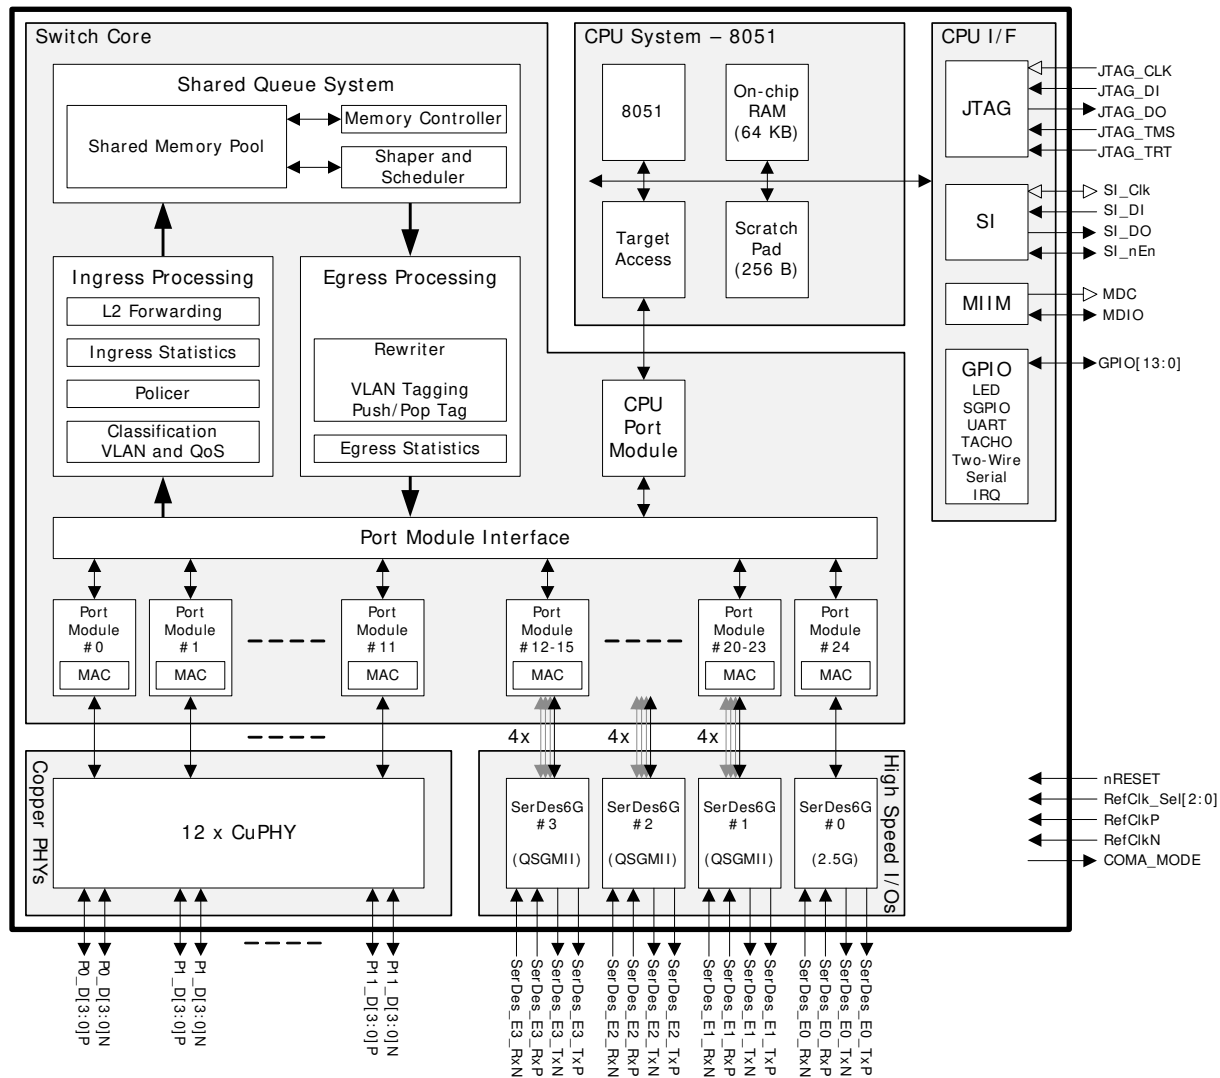 Switch Core
Shared Queue System
Shared Memory Pool
Memory Controller
Shaper and
Scheduler
Ingress Processing
L2 Forwarding
Ingress Statistics
Policer
Classification
VLAN and QoS
Egress Processing
Rewriter
VLAN Tagging
Push/Pop Tag
Egress Statistics
CPU System – 8051
8051
On-chip
RAM
(64 KB)
Target
Access
Scratch
Pad
(256 B)
CPU
Port
Module
CPU I/F
JTAG
JTAG_CLK
JTAG_DI
JTAG_DO
JTAG_TMS
JTAG_TRT
SI
SI_Clk
SI_DI
SI_DO
SI_nEn
MIIM
MDC
MDIO
GPIO
LED
SGPIO
UART
TACHO
Two-Wire
Serial
IRQ
GPIO[13:0]
Port Module Interface
Port
Module
#0
MAC
Port
Module
#1
MAC
Port
Module
#11
MAC
Port
Module
#12-15
MAC
Port
Module
#20-23
MAC
Port
Module
#24
MAC
4x
4x
4x
Copper
PHYs
12 x CuPHY
SerDes6G
#3
(QSGMII)
SerDes6G
#2
(QSGMII)
SerDes6G
#1
(QSGMII)
SerDes6G
#0
(2.5G)
High Speed I/Os
nRESET
RefClk_Sel[2:0]
RefClkP
RefClkN
COMA_MODE
P0_D[3:0]P
P0_D[3:0]N
P1_D[3:0]P
P1_D[3:0]N
P11_D[3:0]P
P11_D[3:0]N
SerDes_E3_RxN
SerDes_E3_RxP
SerDes_E3_TxN
SerDes_E3_TxP
SerDes_E2_RxN
SerDes_E2_RxP
SerDes_E2_TxN
SerDes_E2_TxP
SerDes_E1_RxN
SerDes_E1_RxP
SerDes_E1_TxN
SerDes_E1_TxP
SerDes_E0_RxN
SerDes_E0_RxP
SerDes_E0_TxN
SerDes_E0_TxP